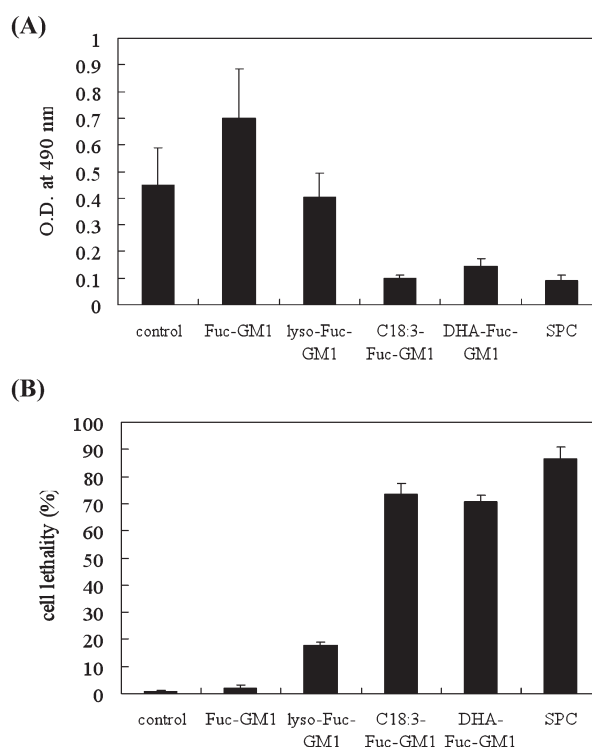 (A)
1
0.9
0.8
0.7
0.6
0.5
0.4
0.3
0.2
0.1
0
O.D. at 490 nm
control Fuc-GM1 lyso-Fuc- C18:3- DHA-Fuc- SPC
GM1 Fuc-GM1 GM1
(B)
100
90
80
70
60
50
40
30
20
10
0
cell lethality (%)
control Fuc-GM1 lyso-Fuc- C18:3- DHA- SPC
GM1 Fuc-GM1 Fuc-GM1